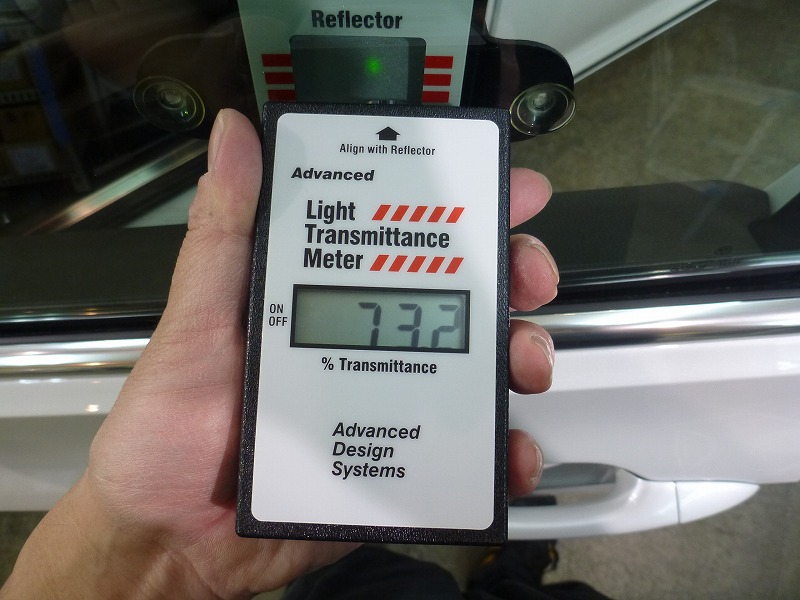 Reflector
Align with Reflector
Advanced
Light
Transmittance
Meter
ON
OFF
73.2
% Transmittance
Advanced
Design
Systems